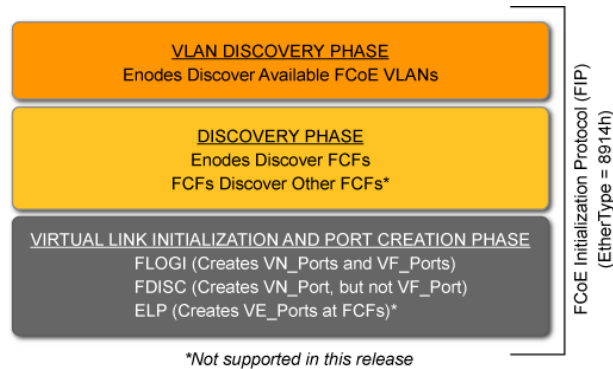 VLAN DISCOVERY PHASE
Enodes Discover Available FCoE VLANs
DISCOVERY PHASE
Enodes Discover FCFs
FCFs Discover Other FCFs*
VIRTUAL LINK INITIALIZATION AND PORT CREATION PHASE
FLOGI (Creates VN_Ports and VF_Ports)
FDISC (Creates VN_Port, but not VF_Port)
ELP (Creates VE_Ports at FCFs)*
*Not supported in this release
FCoE Initialization Protocol (FIP)
(EtherType = 8914h)